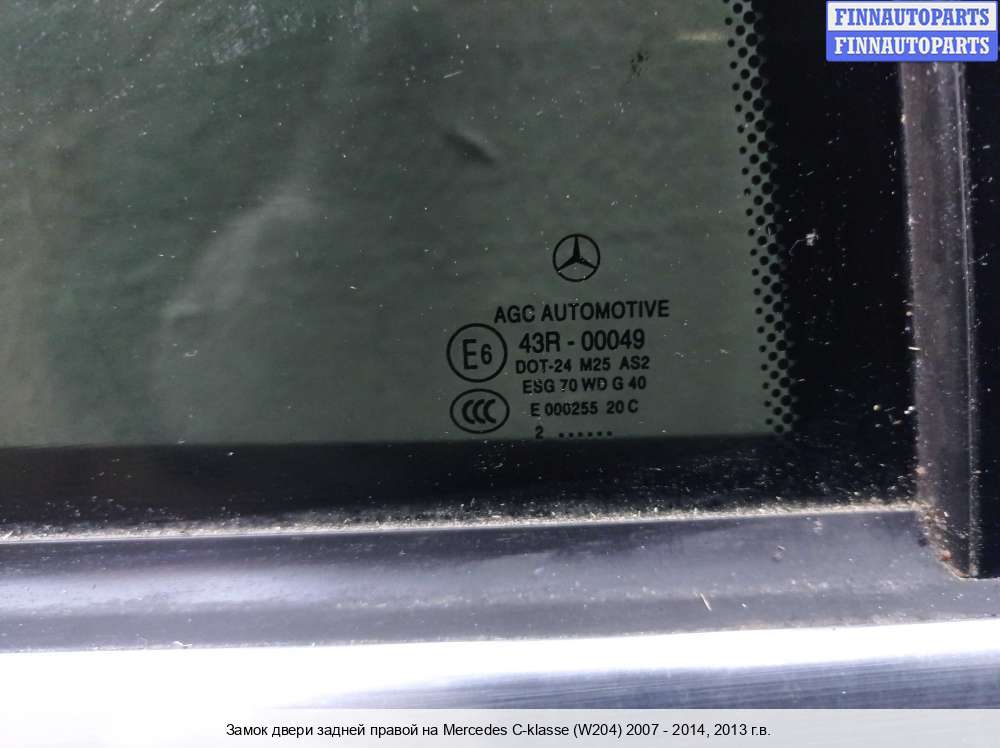 FINNAUTOPARTS
FINNAUTOPARTS
AGC AUTOMOTIVE
E6 43R - 00049
DOT-24 M25 AS2
ESG 70 WD G 40
CCC E 000255 20 C
2 ......
Замок двери задней правой на Mercedes C-klasse (W204) 2007 - 2014, 2013 г.в.